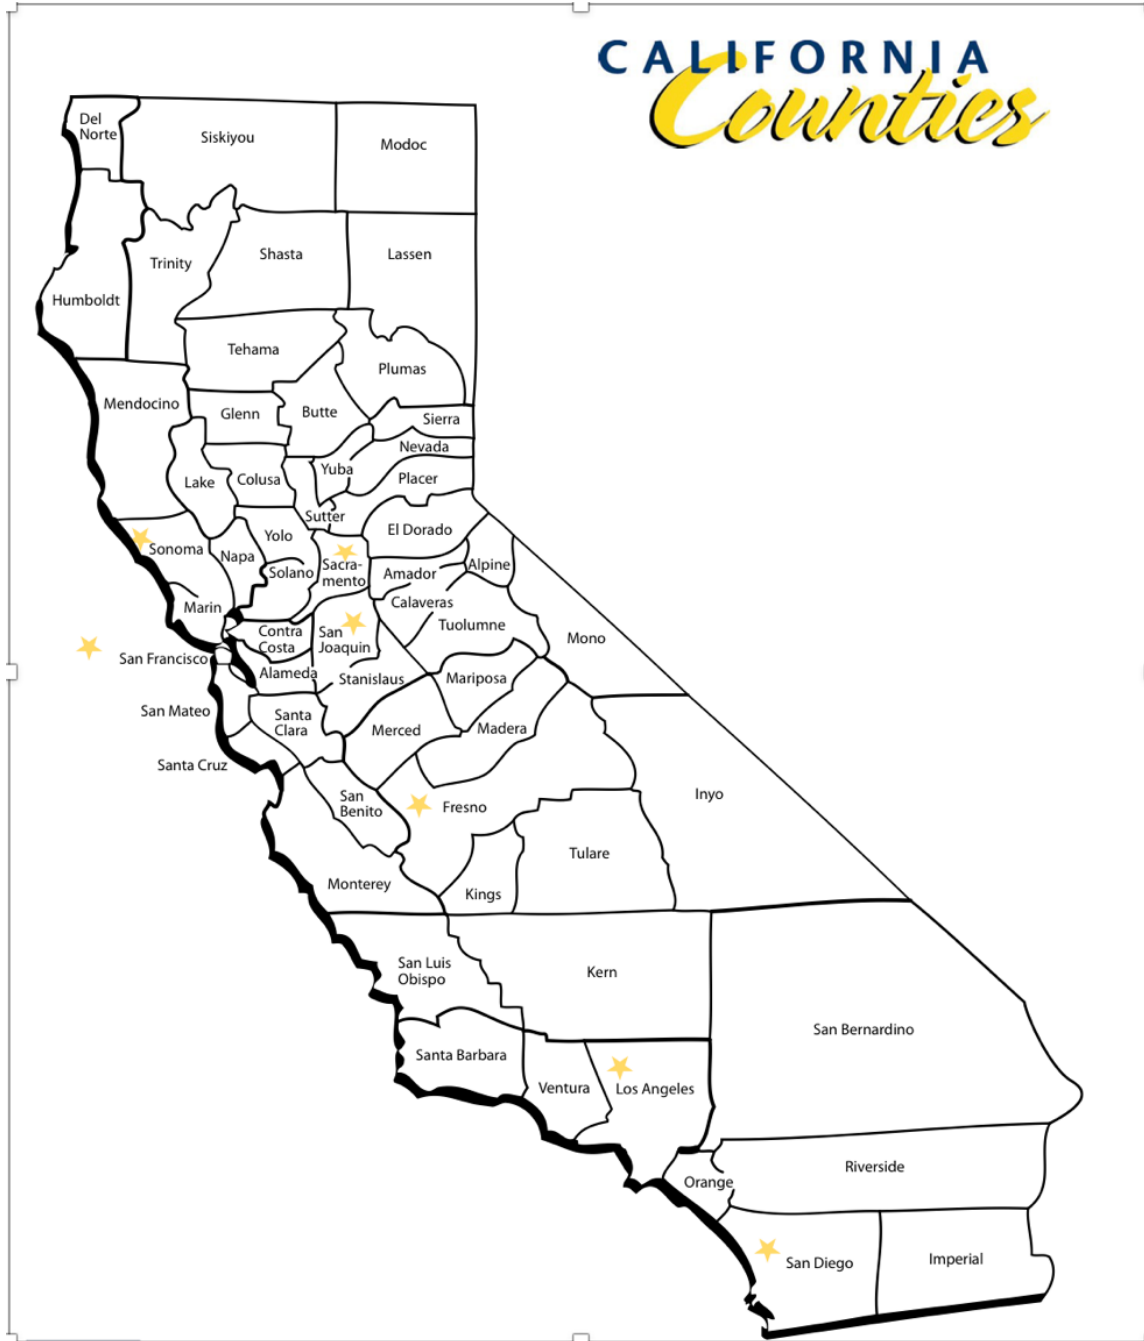 CALIFORNIA
Counties
Del
Norte
Siskiyou
Modoc
Trinity
Shasta
Lassen
Humboldt
Tehama
Plumas
Mendocino
Glenn
Butte
Sierra
Nevada
Lake
Colusa
Yuba
Placer
Sutter
El Dorado
Sonoma
Napa
Yolo
Solano
Sacra-
mento
Amador
Alpine
Marin
Calaveras
Contra
Costa
San
Joaquin
Tuolumne
Mono
San Francisco
Alameda
Stanislaus
Mariposa
San Mateo
Santa
Clara
Merced
Madera
Santa Cruz
San
Benito
Fresno
Inyo
Monterey
Kings
Tulare
San Luis
Obispo
Kern
San Bernardino
Santa Barbara
Ventura
Los Angeles
Orange
Riverside
San Diego
Imperial